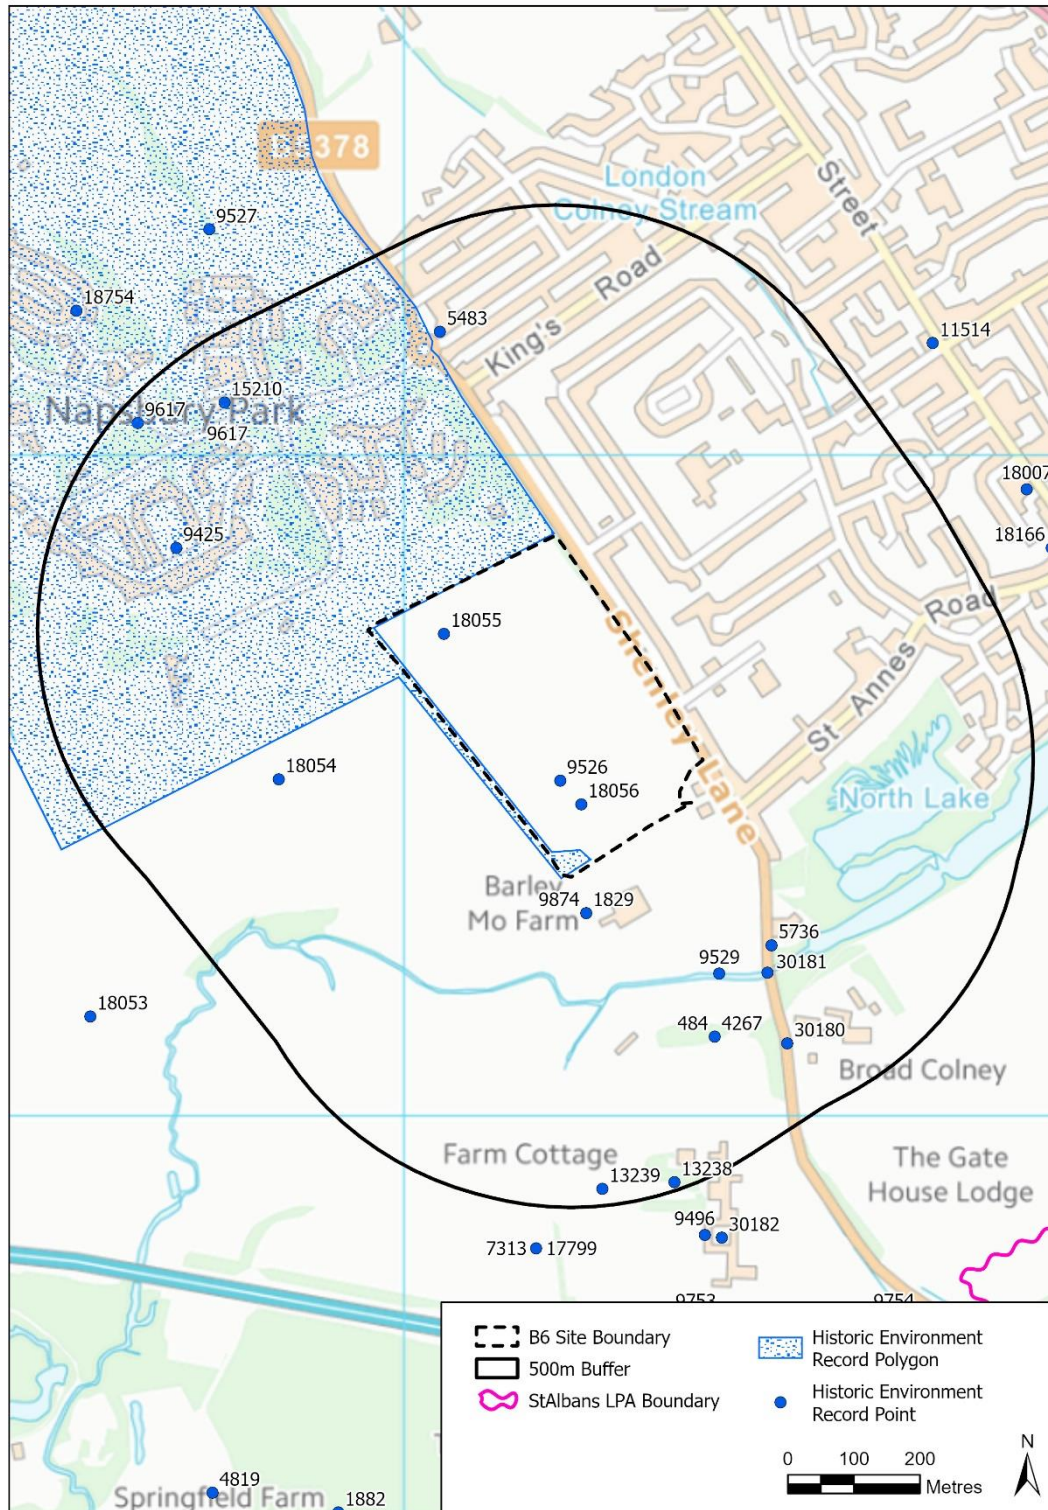 B5378
London
Colney Stream
Street
9527
18754
5483
King's Road
11514
15210
Napsbury Park
9617
9617
18007
9425
18166
18055
Shenley Lane
St Annes Road
18054
9526
18056
North Lake
Barley
Mo Farm
9874
1829
5736
9529
30181
18053
484
4267
30180
Broad Colney
Farm Cottage
The Gate
House Lodge
13239
13238
9496
30182
7313
17799
9753
9754
B6 Site Boundary
500m Buffer
StAlbans LPA Boundary
Historic Environment
Record Polygon
Historic Environment
Record Point
N
0 100 200
Metres
4819
Springfield Farm
1882